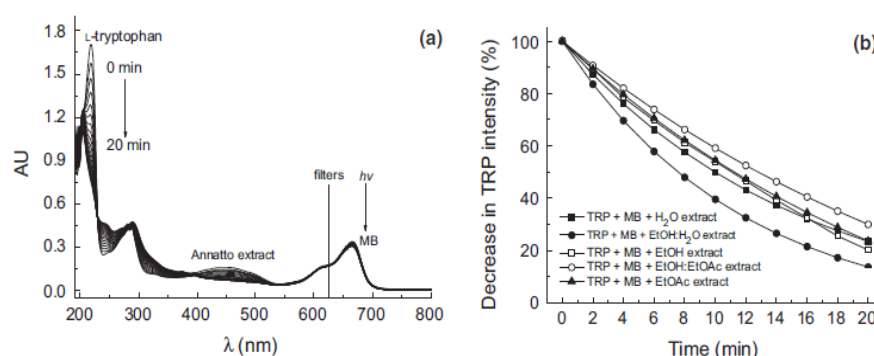 (a)
1.8
1.5
1.2
0.9
0.6
0.3
0.0
AU
L-tryptophan
0 min
20 min
filters
hv
MB
Annatto extract
200 300 400 500 600 700 800
λ (nm)
(b)
100
80
60
40
20
0
Decrease in TRP intensity (%)
TRP + MB + H₂O extract
TRP + MB + EtOH:H₂O extract
TRP + MB + EtOH extract
TRP + MB + EtOH:EtOAc extract
TRP + MB + EtOAc extract
0 2 4 6 8 10 12 14 16 18 20
Time (min)